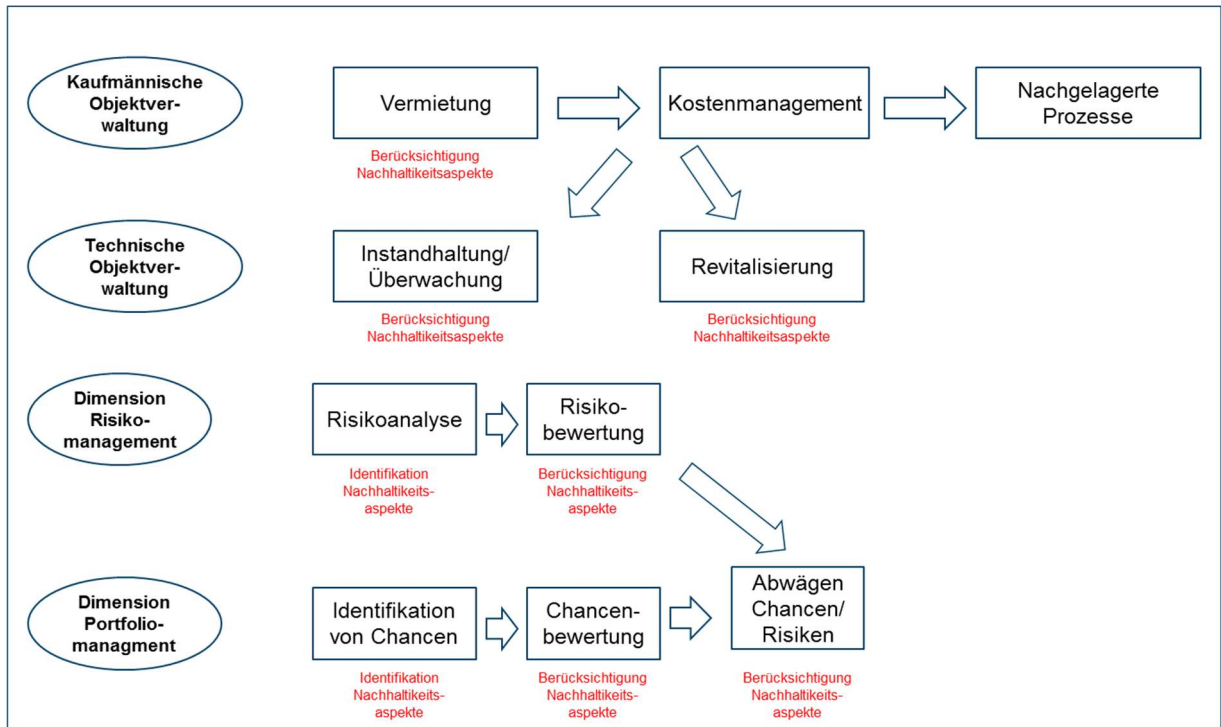 Kaufmännische
Objektver-
waltung
Vermietung
Kostenmanagement
Nachgelagerte
Prozesse
Berücksichtigung
Nachhaltikeitsaspekte
Technische
Objektver-
waltung
Instandhaltung/
Überwachung
Revitalisierung
Berücksichtigung
Nachhaltikeitsaspekte
Berücksichtigung
Nachhaltikeitsaspekte
Dimension
Risiko-
management
Risikoanalyse
Risiko-
bewertung
Identifikation
Nachhaltikeits-
aspekte
Berücksichtigung
Nachhaltikeits-
aspekte
Dimension
Portfolio-
managment
Identifikation
von Chancen
Chancen-
bewertung
Abwägen
Chancen/
Risiken
Identifikation
Nachhaltikeits-
aspekte
Berücksichtigung
Nachhaltikeits-
aspekte
Berücksichtigung
Nachhaltikeits-
aspekte